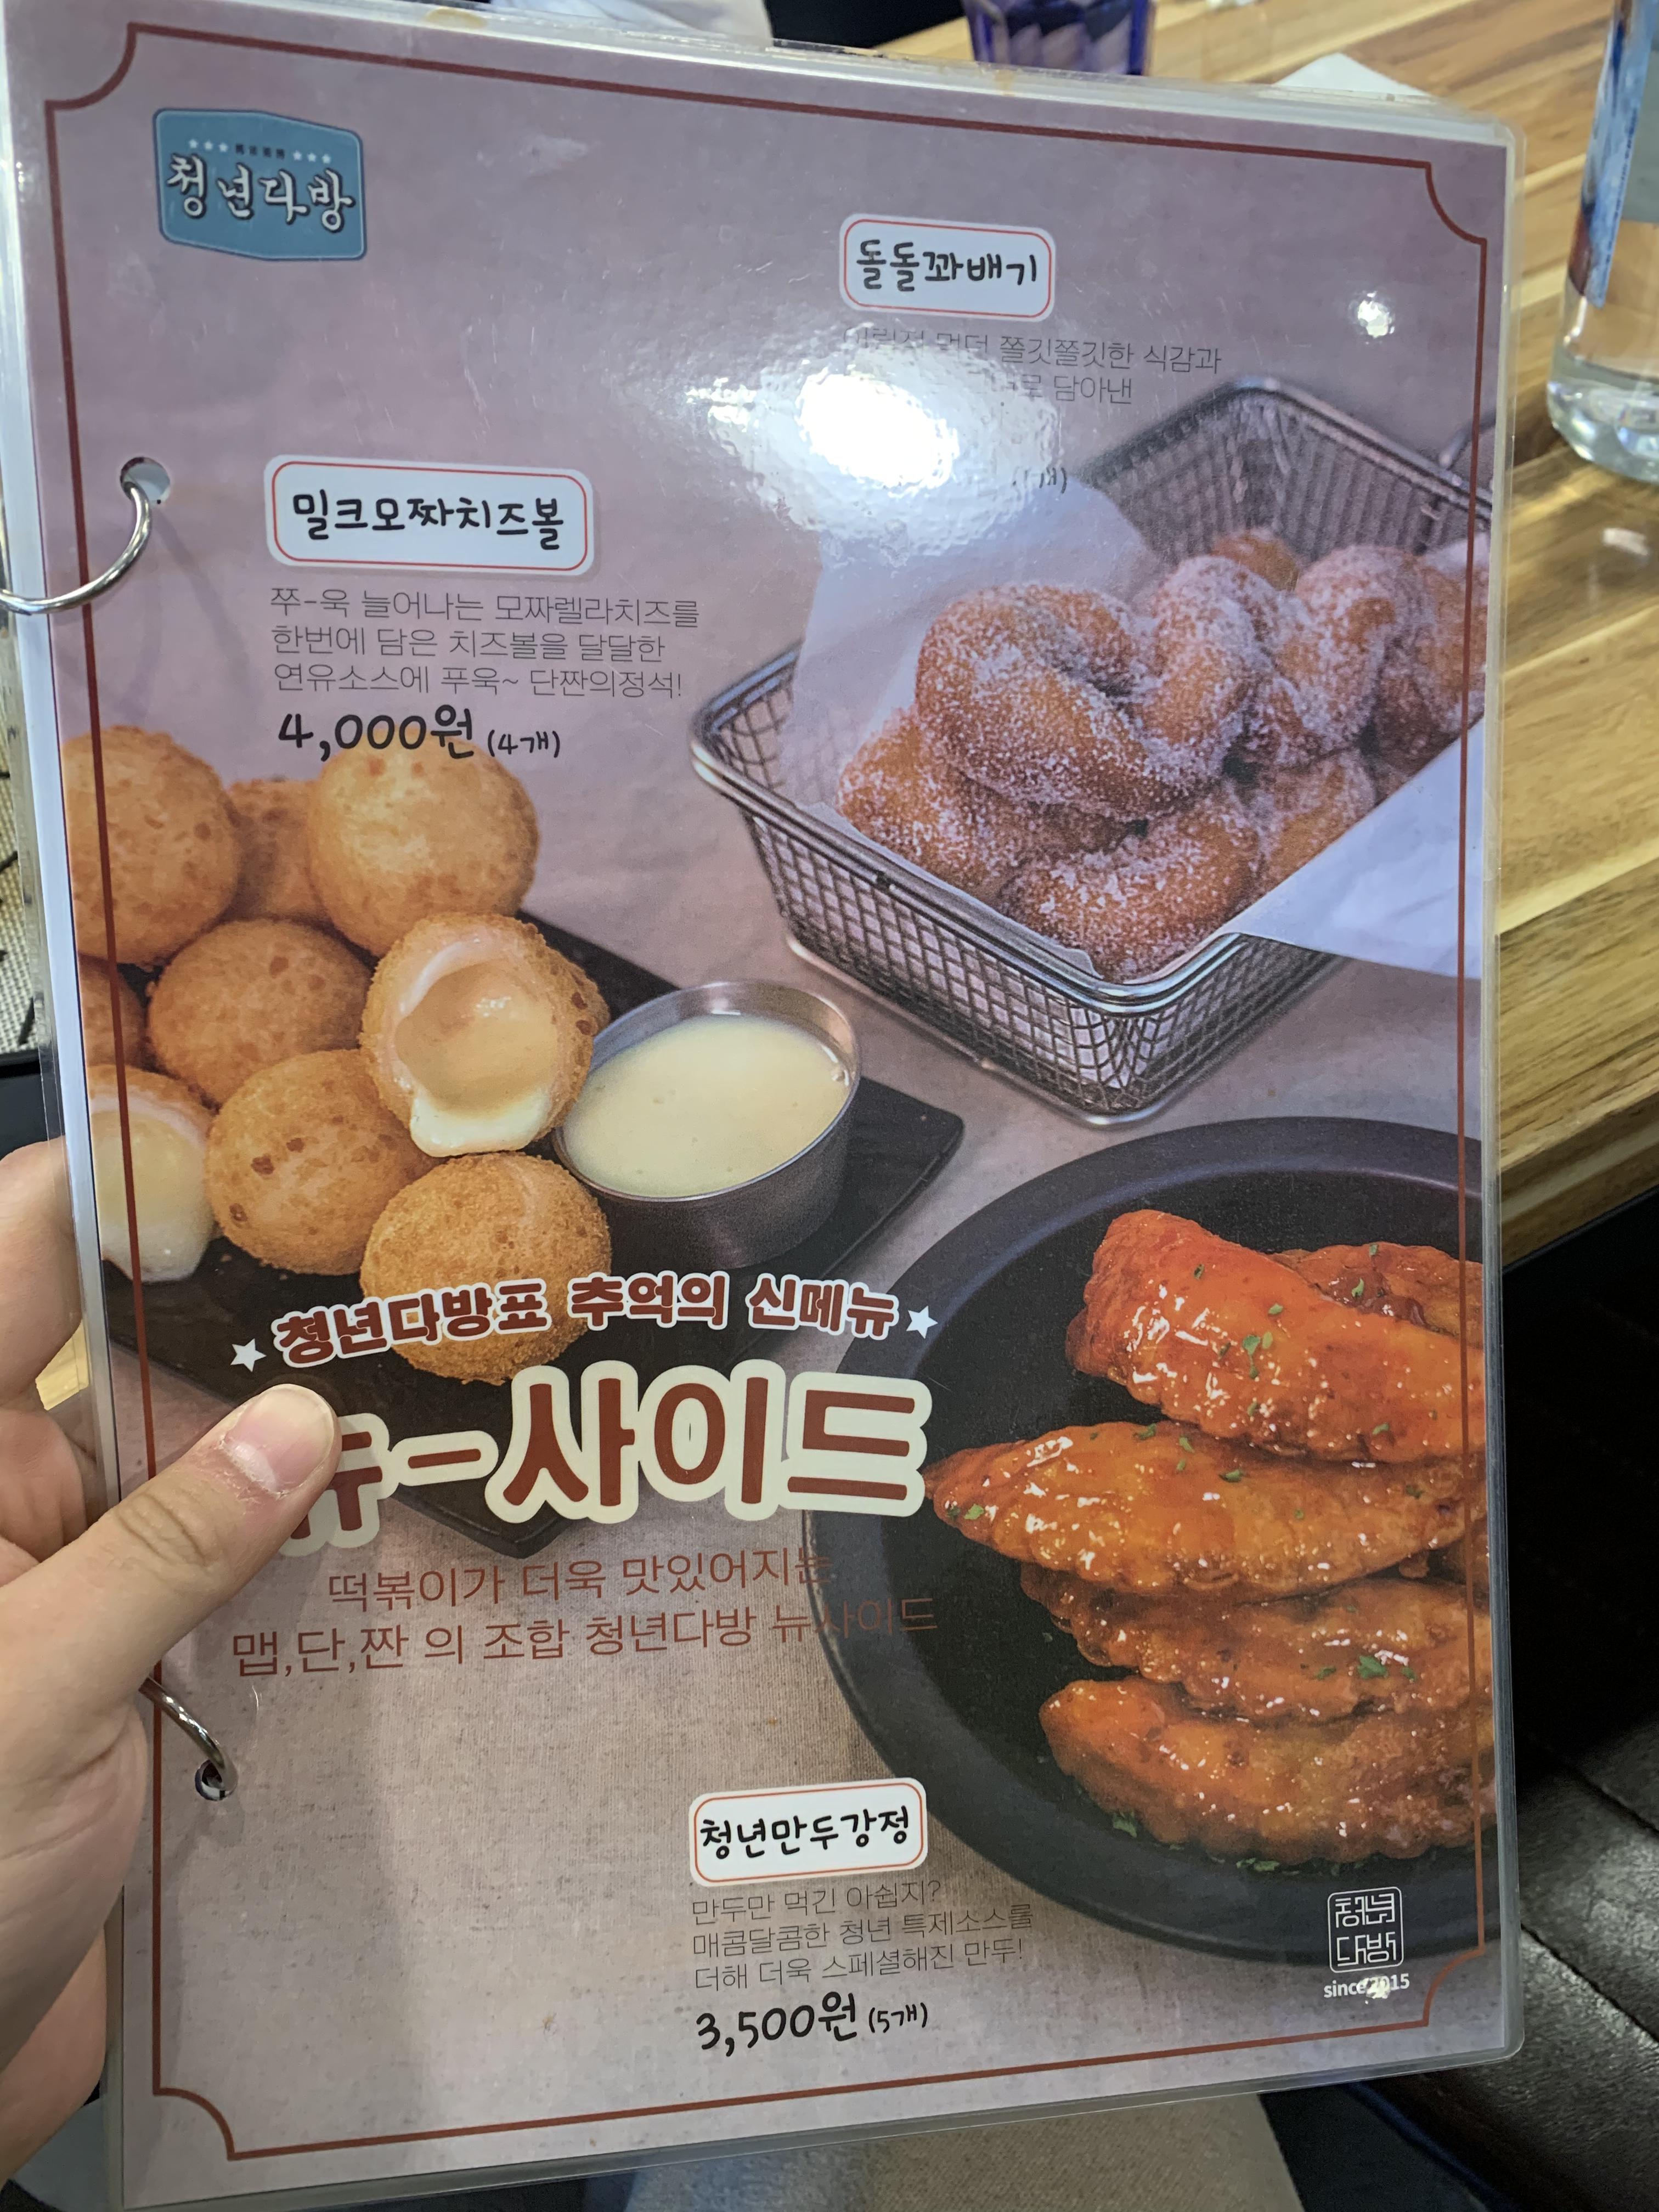 청년다방
돌돌꽈배기
먹던 쫄깃쫄깃한 식감과
담아낸
밀크모짜치즈볼
쭈-욱 늘어나는 모짜렐라치즈를
한번에 담은 치즈볼을 달달한
연유소스에 푸욱~ 단짠의정석!
4,000원 (4개)
청년다방표 추억의 신메뉴
뉴-사이드
떡볶이가 더욱 맛있어지는
맵,단,짠 의 조합 청년다방 뉴사이드
청년만두강정
만두만 먹긴 아쉽지?
매콤달콤한 청년 특제소스를
더해 더욱 스페셜해진 만두!
3,500원 (5개)
청년
다방
since 2015